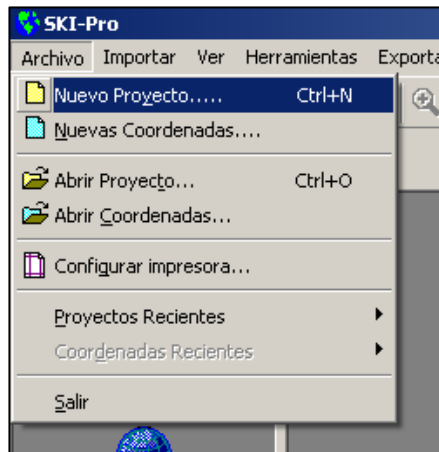 SKI-Pro
Archivo Importar Ver Herramientas Exporta
Nuevo Proyecto..... Ctrl+N
Nuevas Coordenadas....
Abrir Proyecto... Ctrl+O
Abrir Coordenadas...
Configurar impresora...
Proyectos Recientes
Coordenadas Recientes
Salir